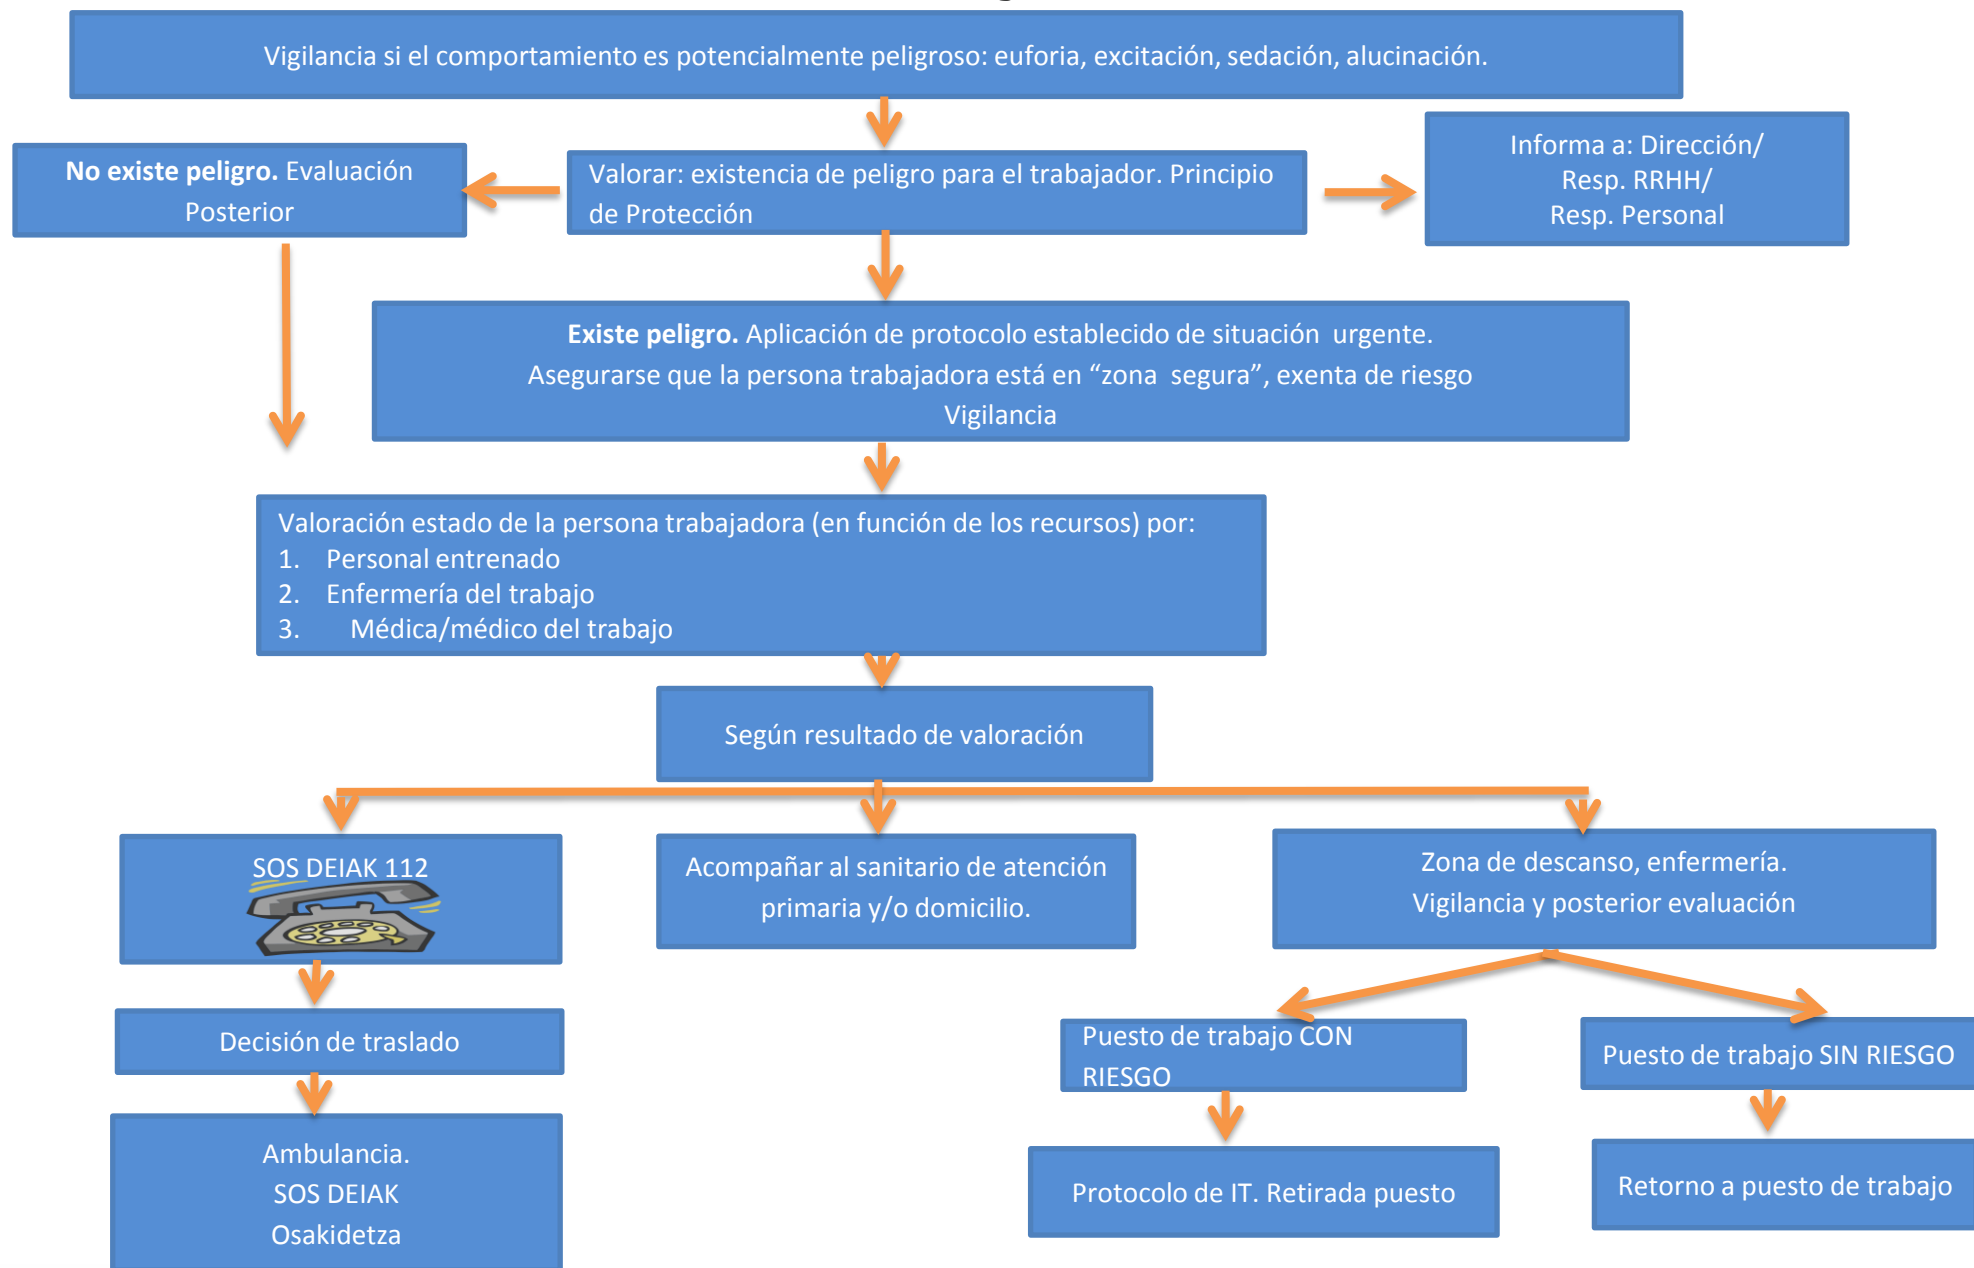 Vigilancia si el comportamiento es potencialmente peligroso: euforia, excitación, sedación, alucinación.
No existe peligro. Evaluación
Posterior
Valorar: existencia de peligro para el trabajador. Principio
de Protección
Informa a: Dirección/
Resp. RRHH/
Resp. Personal
Existe peligro. Aplicación de protocolo establecido de situación urgente.
Asegurarse que la persona trabajadora está en “zona segura”, exenta de riesgo
Vigilancia
Valoración estado de la persona trabajadora (en función de los recursos) por:
1. Personal entrenado
2. Enfermería del trabajo
3. Médica/médico del trabajo
Según resultado de valoración
SOS DEIAK 112
Acompañar al sanitario de atención
primaria y/o domicilio.
Zona de descanso, enfermería.
Vigilancia y posterior evaluación
Decisión de traslado
Puesto de trabajo CON
RIESGO
Puesto de trabajo SIN RIESGO
Ambulancia.
SOS DEIAK
Osakidetza
Protocolo de IT. Retirada puesto
Retorno a puesto de trabajo